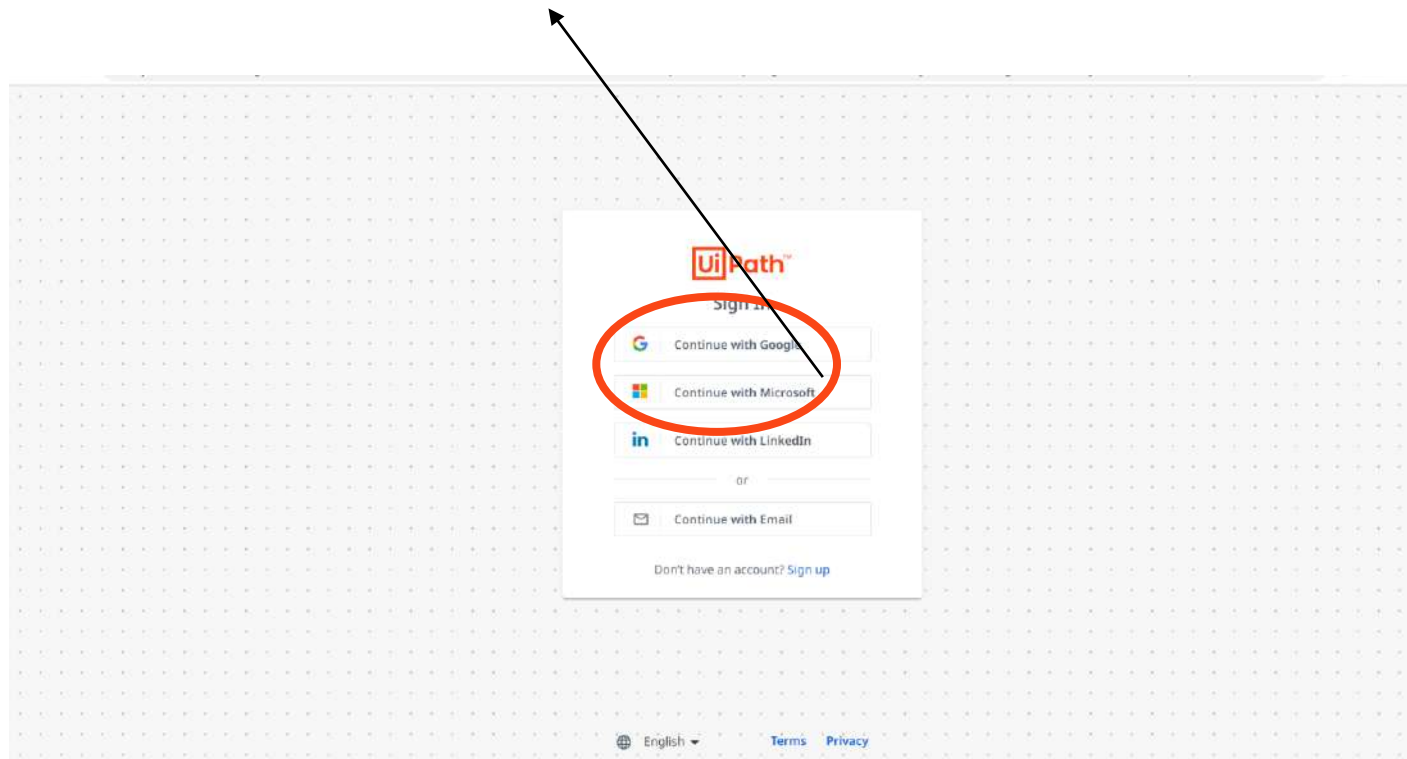 UiPath™
Sign In
Continue with Google
Continue with Microsoft
Continue with LinkedIn
or
Continue with Email
Don't have an account? Sign up
English Terms Privacy